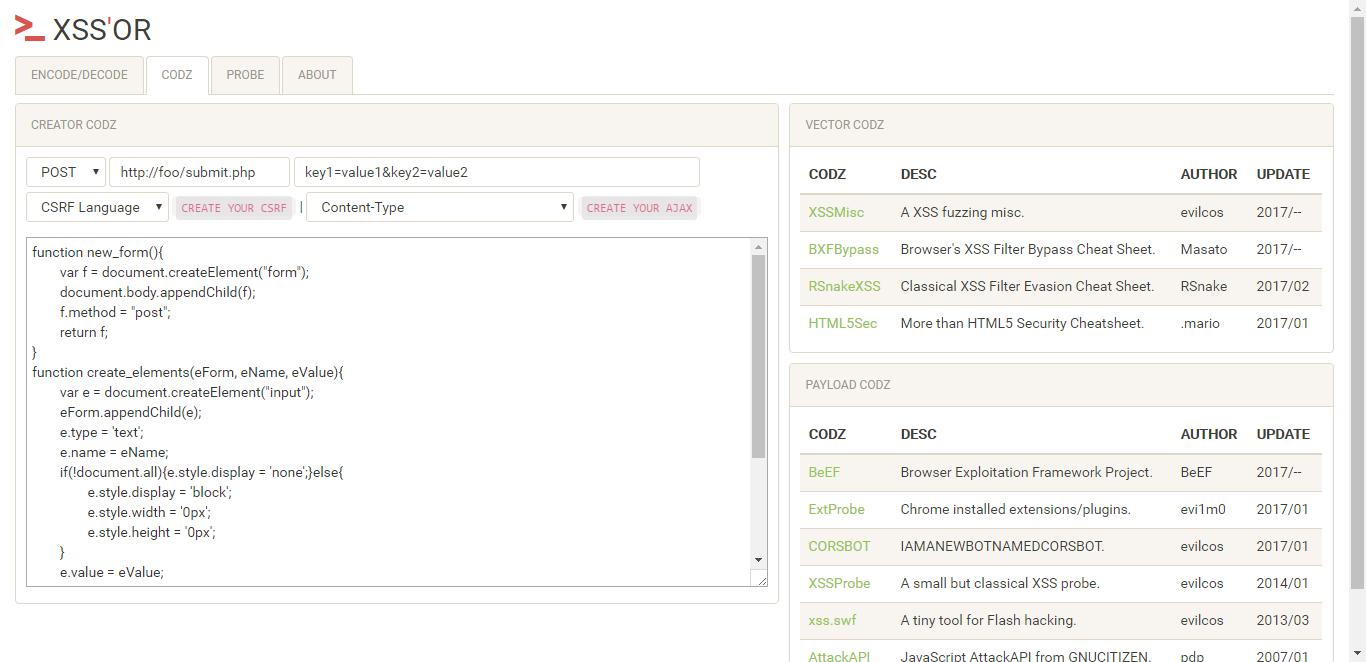 XSS'OR
ENCODE/DECODE CODZ PROBE ABOUT
CREATOR CODZ
POST http://foo/submit.php key1=value1&key2=value2
CSRF Language CREATE YOUR CSRF | Content-Type CREATE YOUR AJAX
function new_form(){
var f = document.createElement("form");
document.body.appendChild(f);
f.method = "post";
return f;
}
function create_elements(eForm, eName, eValue){
var e = document.createElement("input");
eForm.appendChild(e);
e.type = 'text';
e.name = eName;
if(!document.all){e.style.display = 'none';}else{
e.style.display = 'block';
e.style.width = '0px';
e.style.height = '0px';
}
e.value = eValue;
VECTOR CODZ
CODZ DESC AUTHOR UPDATE
XSSMisc A XSS fuzzing misc. evilcos 2017/--
BXFBypass Browser's XSS Filter Bypass Cheat Sheet. Masato 2017/--
RSnakeXSS Classical XSS Filter Evasion Cheat Sheet. RSnake 2017/02
HTML5Sec More than HTML5 Security Cheatsheet. .mario 2017/01
PAYLOAD CODZ
CODZ DESC AUTHOR UPDATE
BeEF Browser Exploitation Framework Project. BeEF 2017/--
ExtProbe Chrome installed extensions/plugins. evi1m0 2017/01
CORSBOT IAMANEWBOTNAMEDCORSBOT. evilcos 2017/01
XSSProbe A small but classical XSS probe. evilcos 2014/01
xss.swf A tiny tool for Flash hacking. evilcos 2013/03
AttackAPI JavaScript AttackAPI from GNUCITIZEN. pdp 2007/01